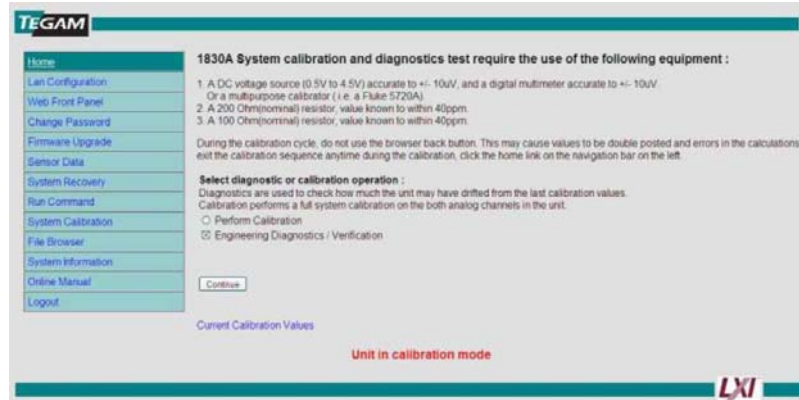 TEGAM
Home
Lan Configuration
Web Front Panel
Change Password
Firmware Upgrade
Sensor Data
System Recovery
Run Command
System Calibration
File Browser
System Information
Online Manual
Logout
1830A System calibration and diagnostics test require the use of the following equipment :
1. A DC voltage source (0.5V to 4.5V) accurate to +/- 10uV, and a digital multimeter accurate to +/- 10uV.
Or a multipurpose calibrator ( i.e. a Fluke 5720A).
2. A 200 Ohm(nominal) resistor, value known to within 40ppm.
3. A 100 Ohm(nominal) resistor, value known to within 40ppm.
During the calibration cycle, do not use the browser back button. This may cause values to be double posted and errors in the calculations
exit the calibration sequence anytime during the calibration, click the home link on the navigation bar on the left.
Select diagnostic or calibration operation :
Diagnostics are used to check how much the unit may have drifted from the last calibration values.
Calibration performs a full system calibration on the both analog channels in the unit.
Perform Calibration
Engineering Diagnostics / Verification
Continue
Current Calibration Values
Unit in calibration mode
LXI